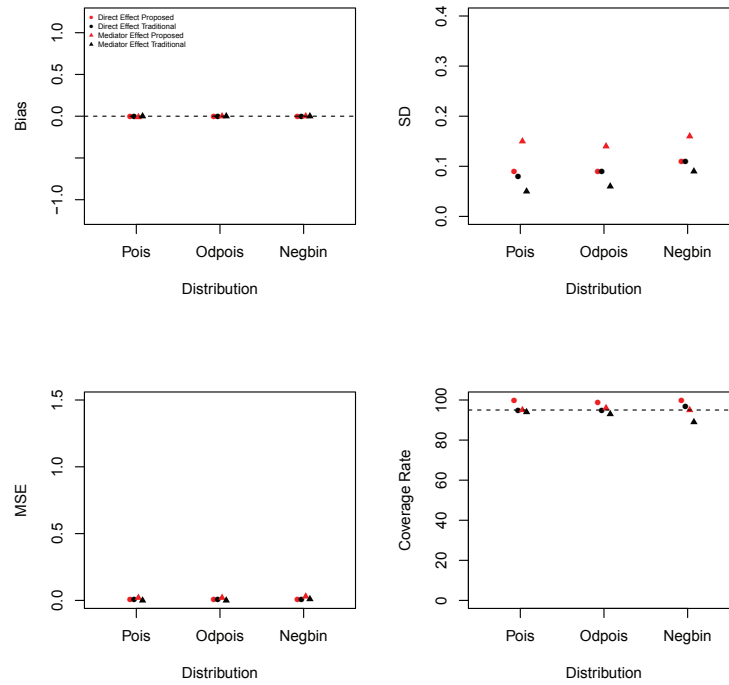 Direct Effect Proposed
Direct Effect Traditional
Mediator Effect Proposed
Mediator Effect Traditional
1.0
0.5
0.0
−1.0
Bias
Pois Odpois Negbin
Distribution
0.4
0.3
0.2
0.1
0.0
SD
Pois Odpois Negbin
Distribution
1.5
1.0
0.5
0.0
MSE
Pois Odpois Negbin
Distribution
100
80
60
40
20
0
Coverage Rate
Pois Odpois Negbin
Distribution